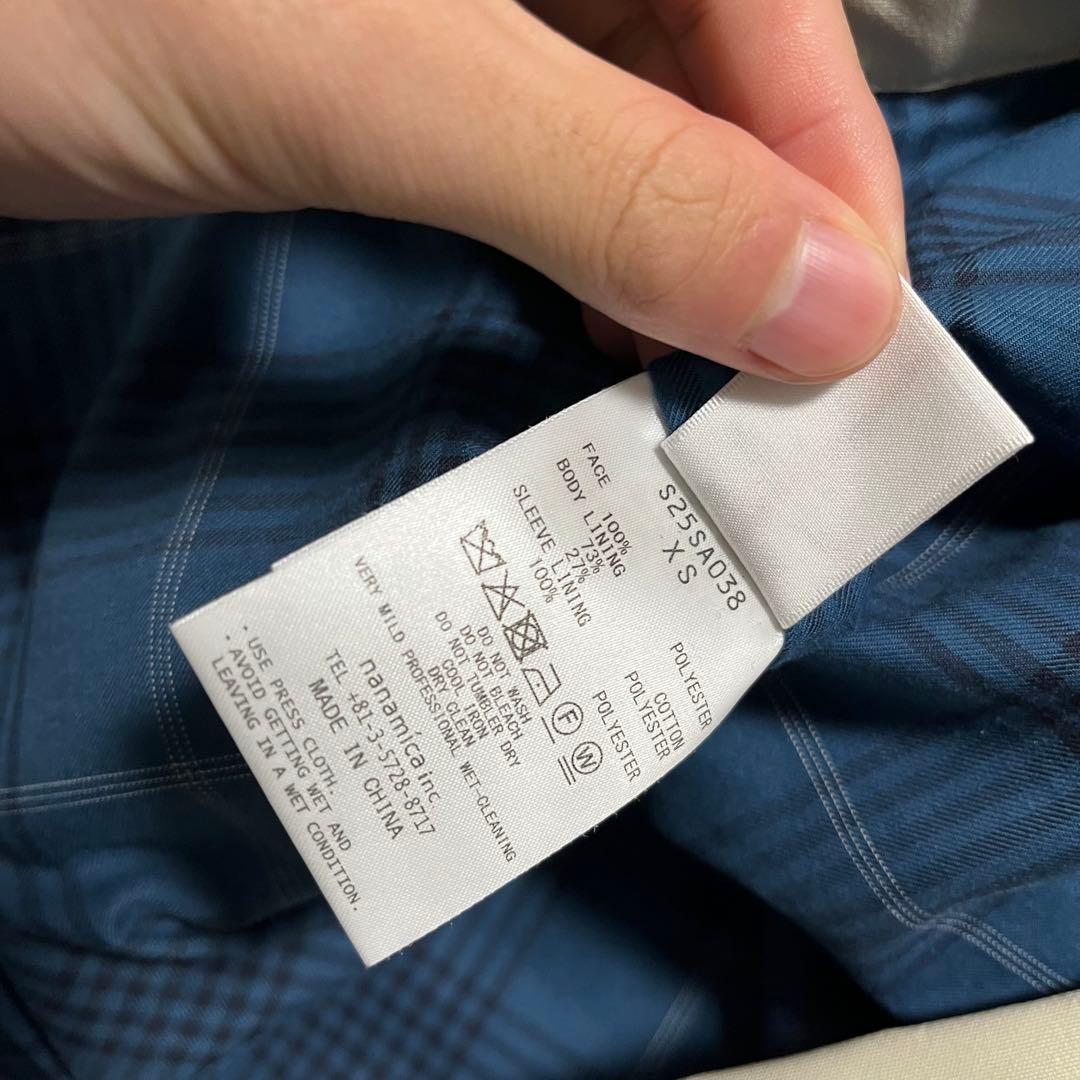 S25SA038
XS
FACE
100% POLYESTER
BODY LINING
73% COTTON
27% POLYESTER
SLEEVE LINING
100% POLYESTER
F W
DO NOT WASH
DO NOT BLEACH
DO NOT TUMBLER DRY
COOL IRON
DRY CLEAN
VERY MILD PROFESSIONAL WET-CLEANING
nanamica inc.
TEL +81-3-5728-8717
MADE IN CHINA
・USE PRESS CLOTH.
・AVOID GETTING WET AND
LEAVING IN A WET CONDITION.